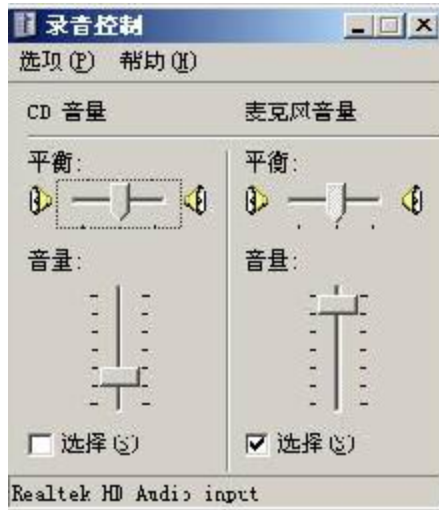 录音控制
选项(P) 帮助(H)
CD 音量 麦克风音量
平衡: 平衡:
音量: 音量:
选择(S) 选择(S)
Realtek HD Audio input